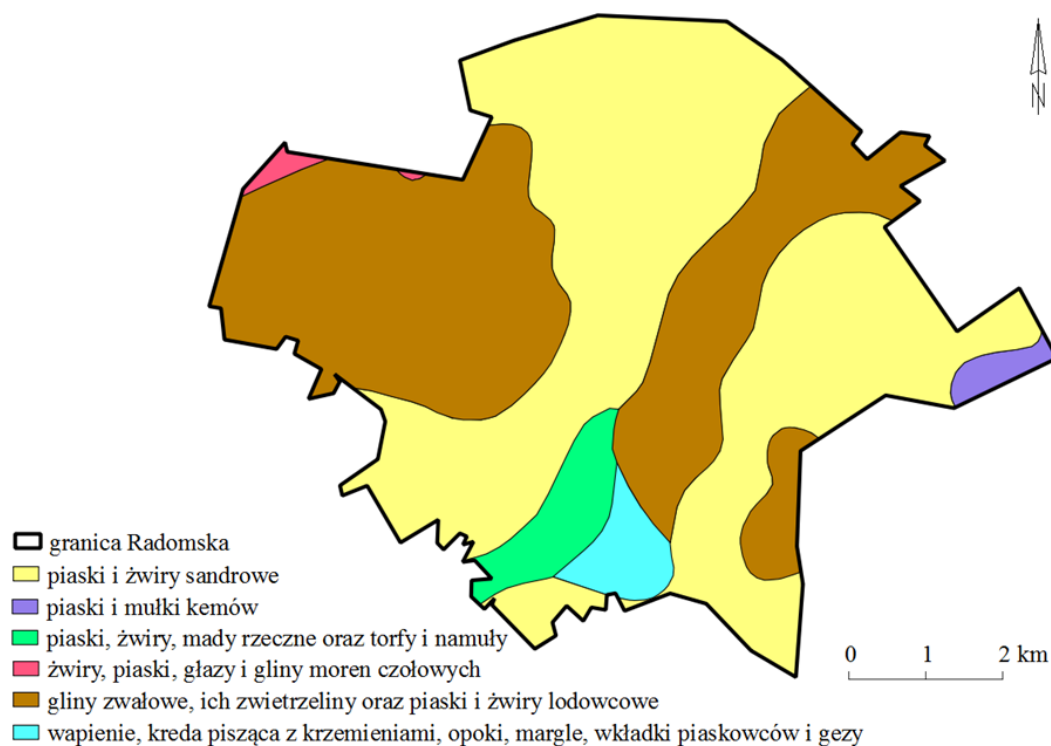 N
granica Radomska
piaski i żwiry sandrowe
piaski i mułki kemów
piaski, żwiry, mady rzeczne oraz torfy i namuły
żwiry, piaski, głazy i gliny moren czołowych
gliny zwałowe, ich zwietrzeliny oraz piaski i żwiry lodowcowe
wapienie, kreda pisząca z krzemieniami, opoki, margle, wkładki piaskowców i gezy
0 1 2 km